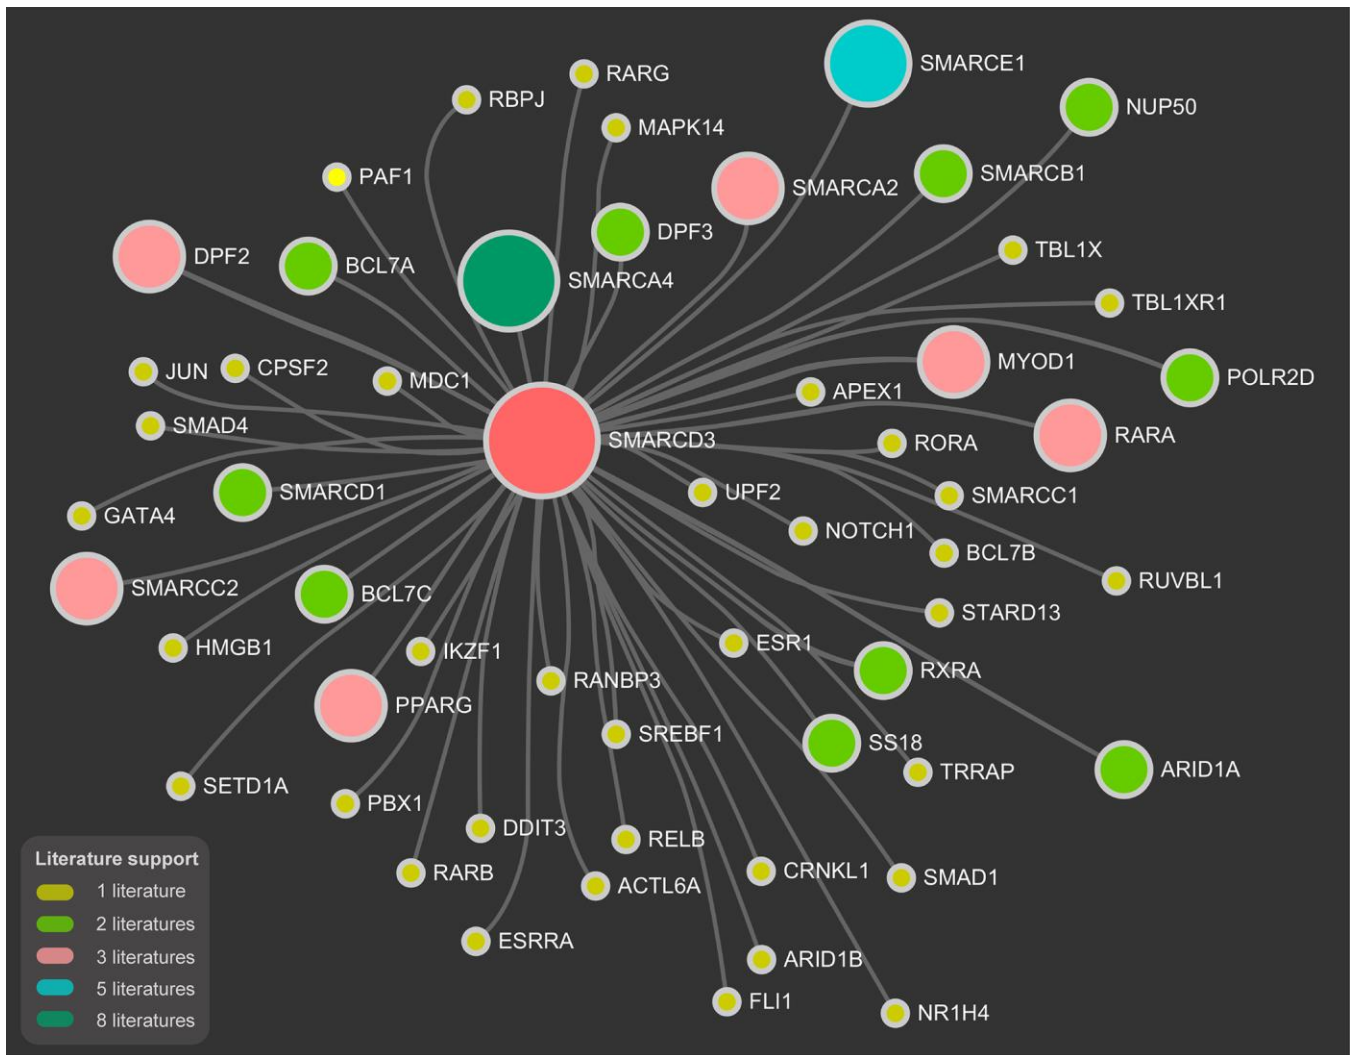 SMARCE1
RARG
RBPJ
NUP50
MAPK14
PAF1
SMARCB1
SMARCA2
DPF3
DPF2
TBL1X
BCL7A
SMARCA4
TBL1XR1
MYOD1
CPSF2
JUN
POLR2D
MDC1
APEX1
SMAD4
RARA
SMARCD3
RORA
SMARCD1
UPF2
SMARCC1
GATA4
NOTCH1
BCL7B
RUVBL1
SMARCC2
BCL7C
STARD13
ESR1
HMGB1
IKZF1
RXRA
RANBP3
PPARG
SREBF1
SS18
ARID1A
TRRAP
SETD1A
PBX1
DDIT3
RELB
CRNKL1
RARB
SMAD1
ACTL6A
ESRRA
ARID1B
FLI1
NR1H4
Literature support
1 literature
2 literatures
3 literatures
5 literatures
8 literatures